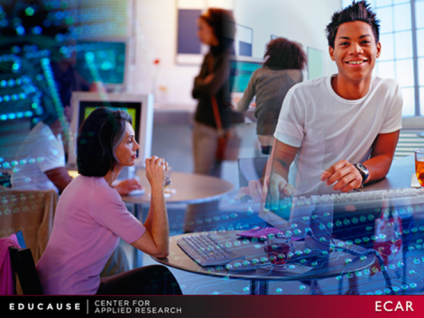 EDUCAUSE
CENTER FOR
APPLIED RESEARCH
ECAR